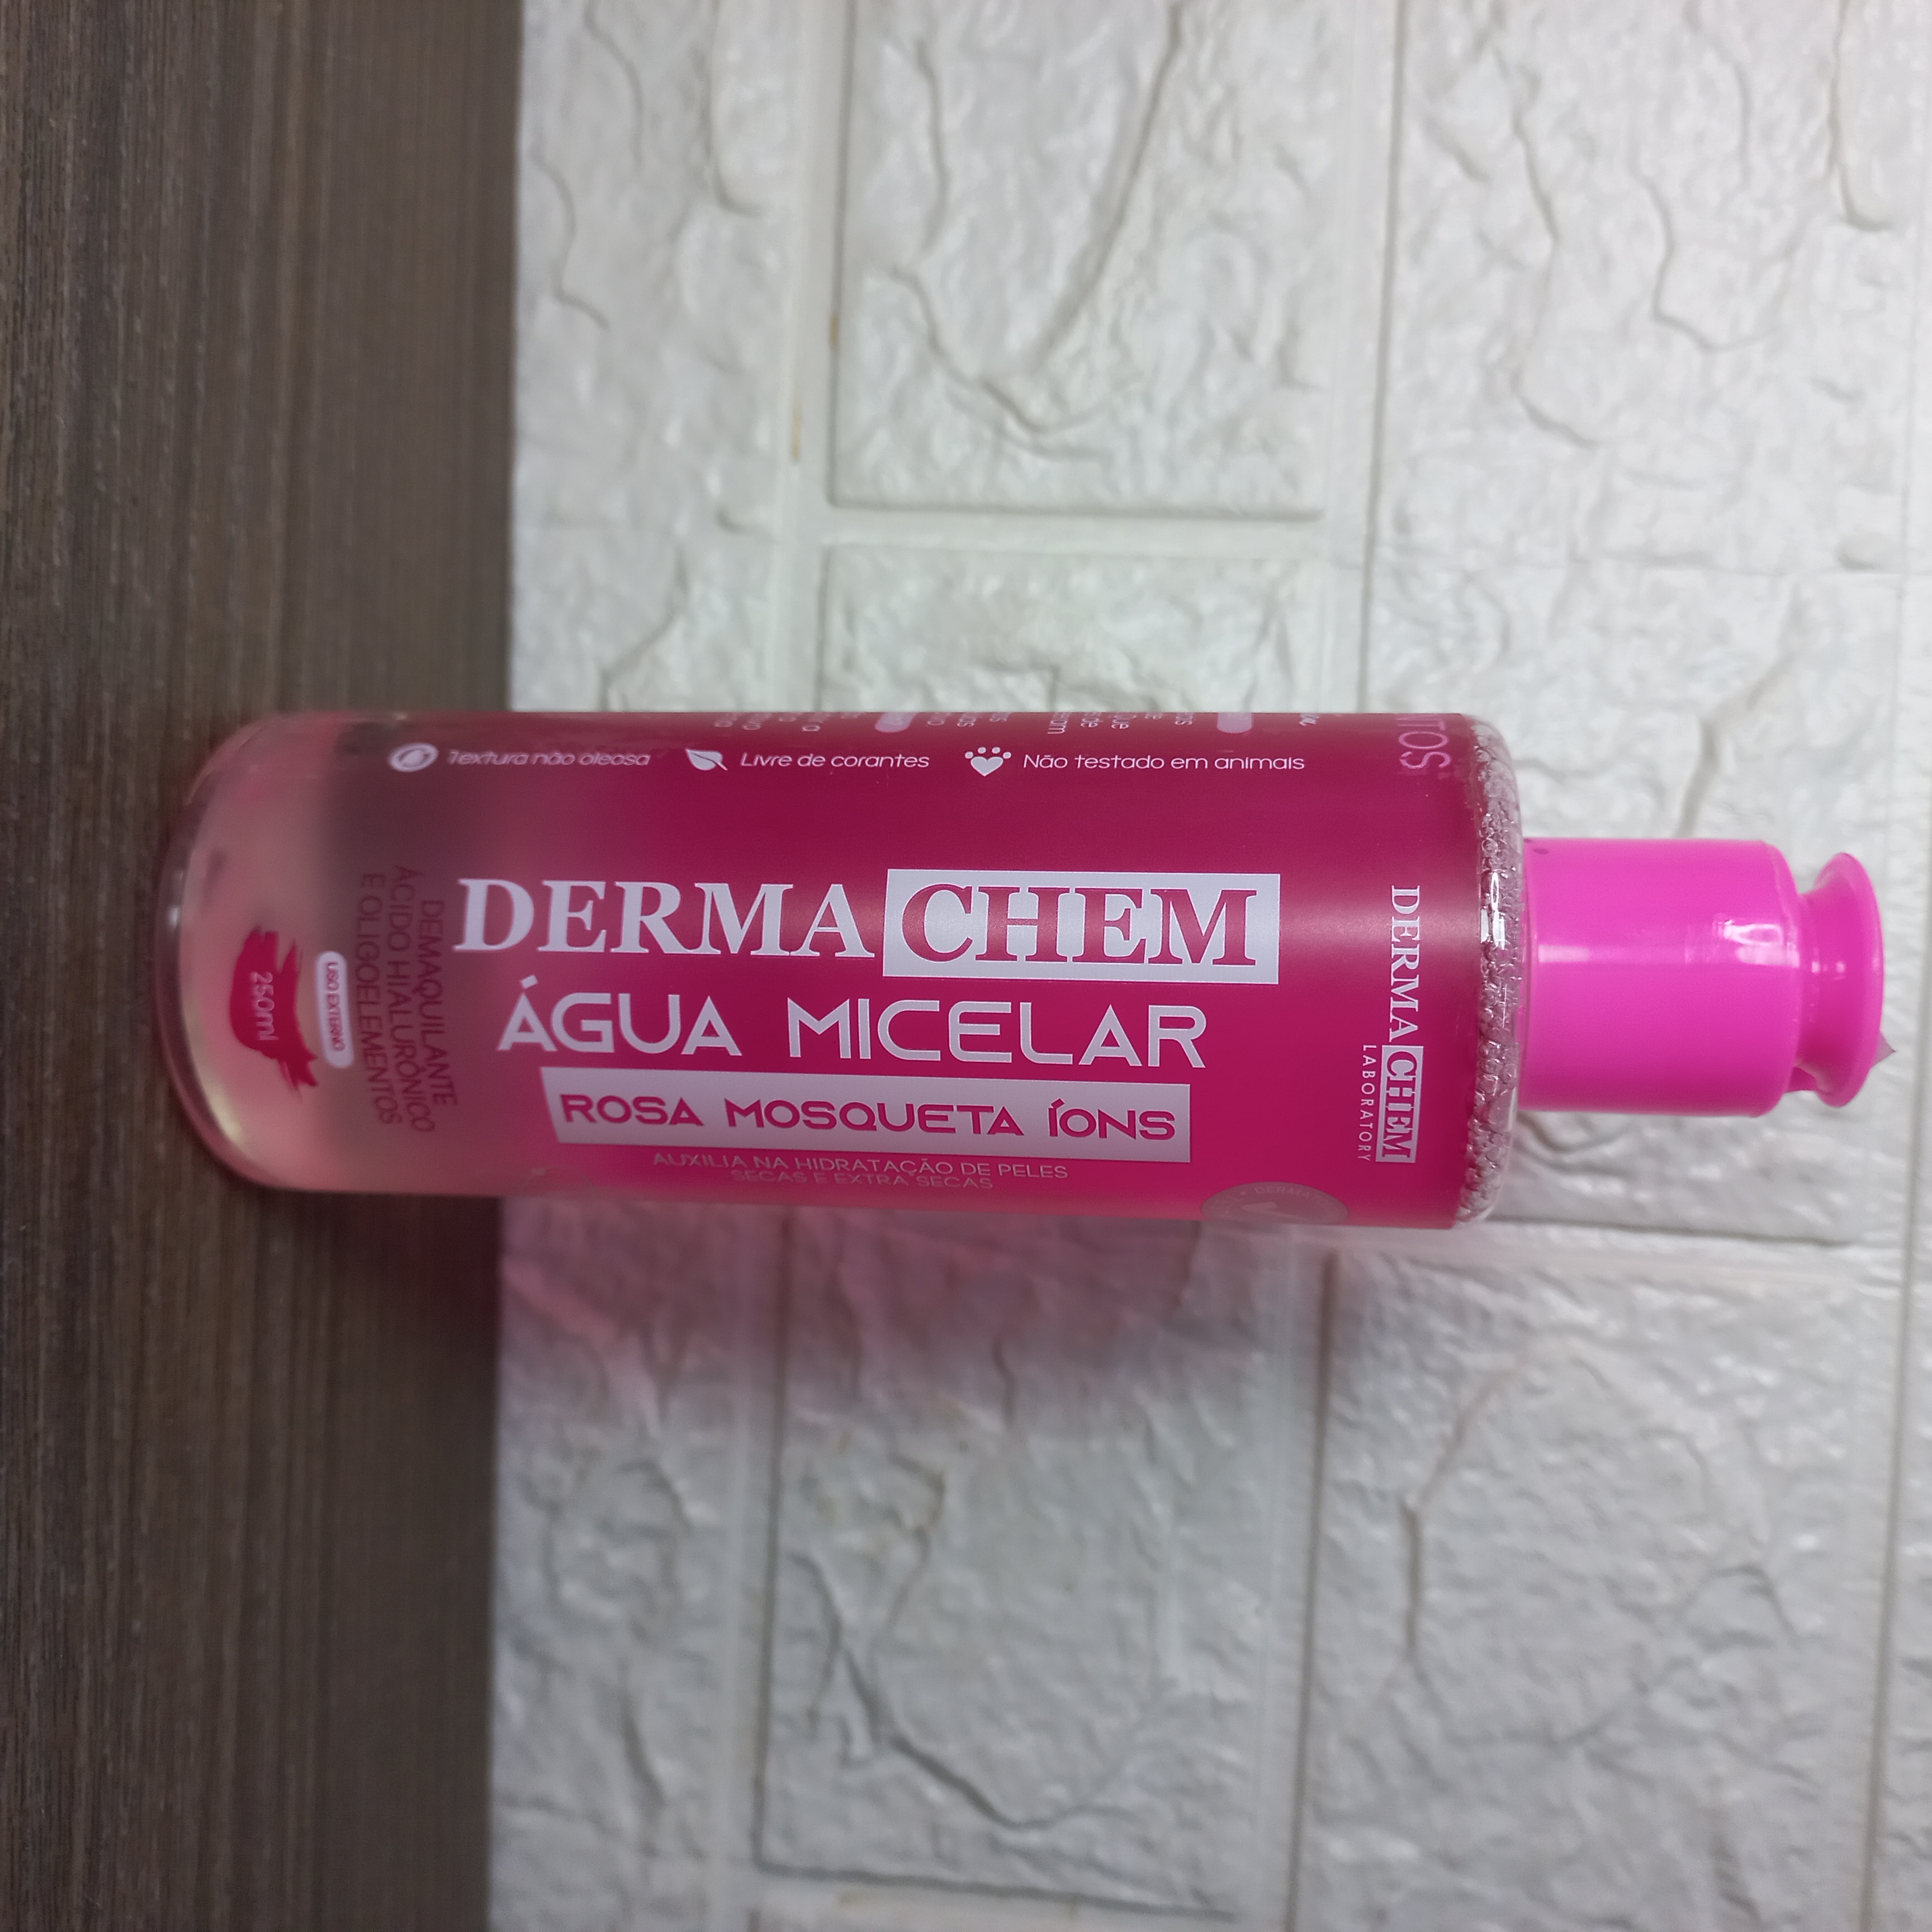 DERMA CHEM
LABORATORY
DERMA CHEM
ÁGUA MICELAR
ROSA MOSQUETA ÍONS
AUXILIA NA HIDRATAÇÃO DE PELES
SECAS E EXTRA SECAS
DEMAQUILANTE
ÁCIDO HIALURÔNICO
E OLIGOELEMENTOS
USO EXTERNO
250ml
Textura não oleosa
Livre de corantes
Não testado em animais